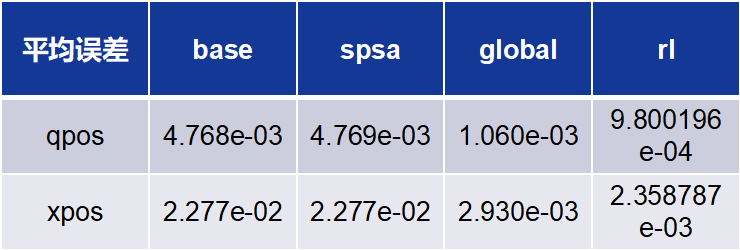 平均误差 base spsa global rl
qpos 4.768e-03 4.769e-03 1.060e-03 9.800196
e-04
xpos 2.277e-02 2.277e-02 2.930e-03 2.358787
e-03